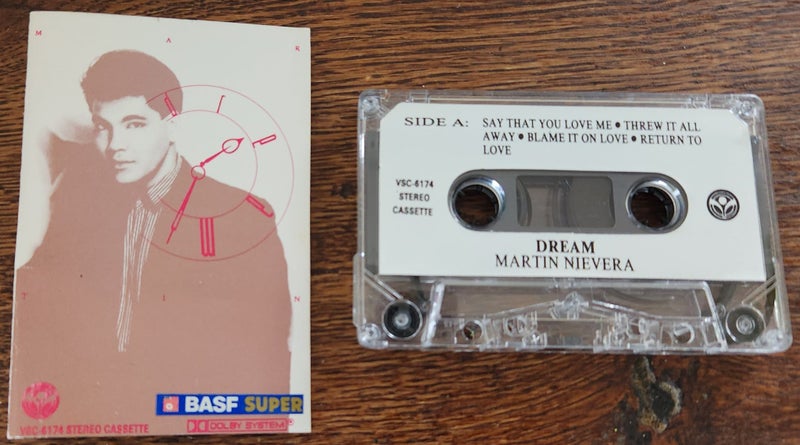 M A R
T I N
VSC-6174 STEREO CASSETTE
BASF SUPER
DOLBY SYSTEM®
SIDE A: SAY THAT YOU LOVE ME • THREW IT ALL
AWAY • BLAME IT ON LOVE • RETURN TO
LOVE
VSC-6174
STEREO
CASSETTE
DREAM
MARTIN NIEVERA